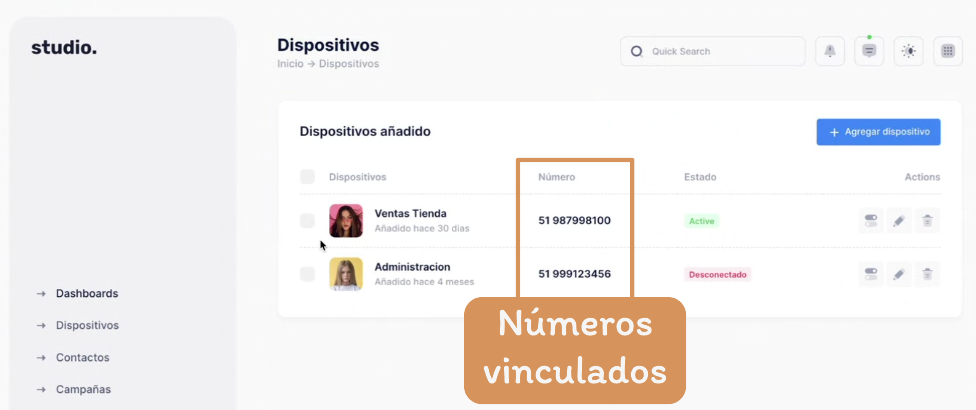 studio.
Dispositivos
Inicio → Dispositivos
Quick Search
Dispositivos añadido
+ Agregar dispositivo
Dispositivos Número Estado Actions
Ventas Tienda
Añadido hace 30 dias
51 987998100
Active
Administracion
Añadido hace 4 meses
51 999123456
Desconectado
→ Dashboards
→ Dispositivos
→ Contactos
→ Campañas
Números
vinculados